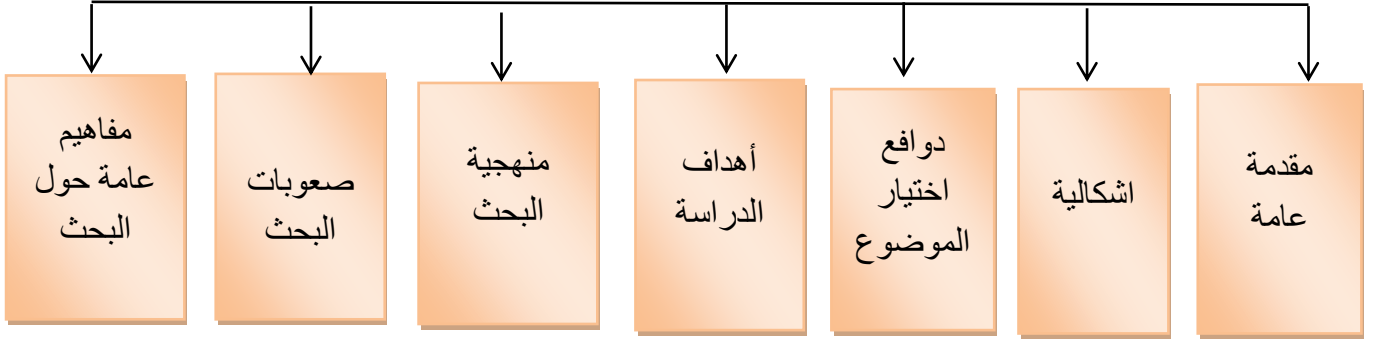 مقدمة
عامة
اشكالية
دوافع
اختيار
الموضوع
أهداف
الدراسة
منهجية
البحث
صعوبات
البحث
مفاهيم
عامة حول
البحث